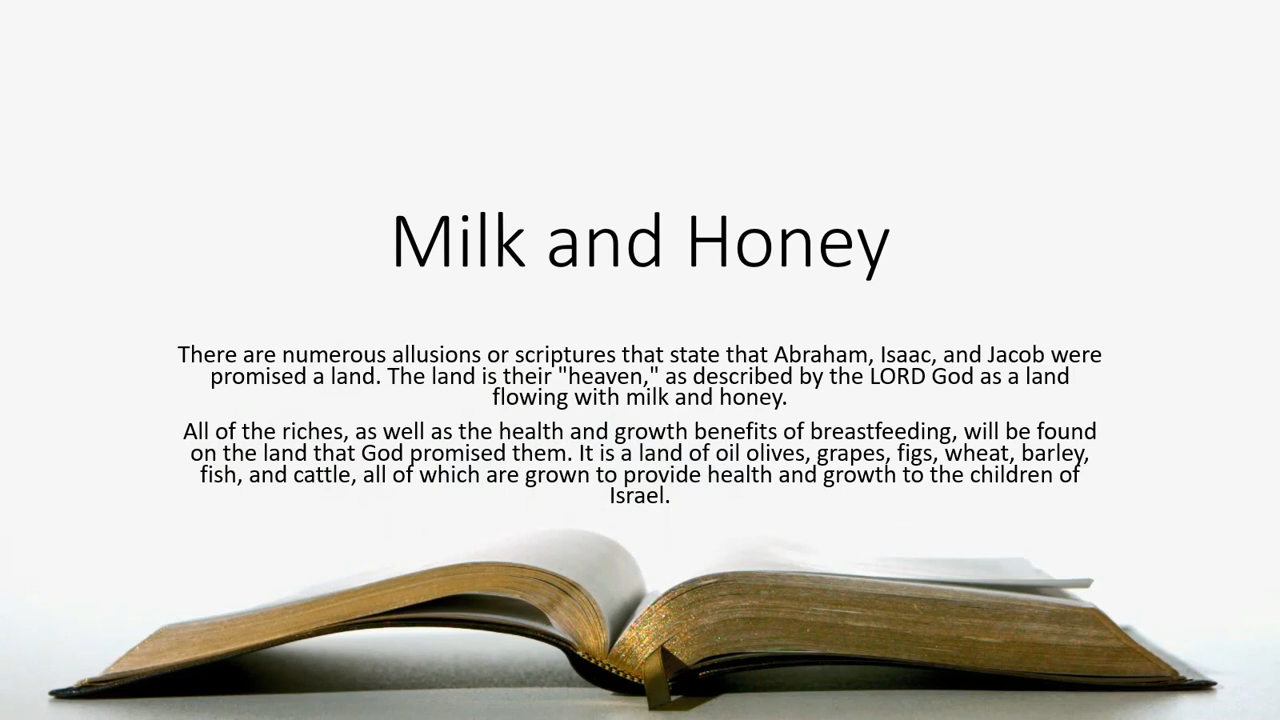 Milk and Honey
There are numerous allusions or scriptures that state that Abraham, Isaac, and Jacob were
promised a land. The land is their "heaven," as described by the LORD God as a land
flowing with milk and honey.
All of the riches, as well as the health and growth benefits of breastfeeding, will be found
on the land that God promised them. It is a land of oil olives, grapes, figs, wheat, barley,
fish, and cattle, all of which are grown to provide health and growth to the children of
Israel.